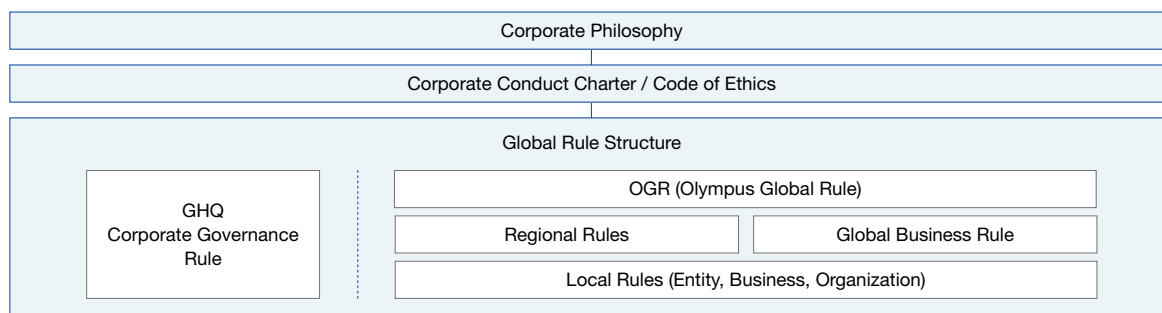 Corporate Philosophy
Corporate Conduct Charter / Code of Ethics
Global Rule Structure
GHQ
Corporate Governance
Rule
OGR (Olympus Global Rule)
Regional Rules
Global Business Rule
Local Rules (Entity, Business, Organization)